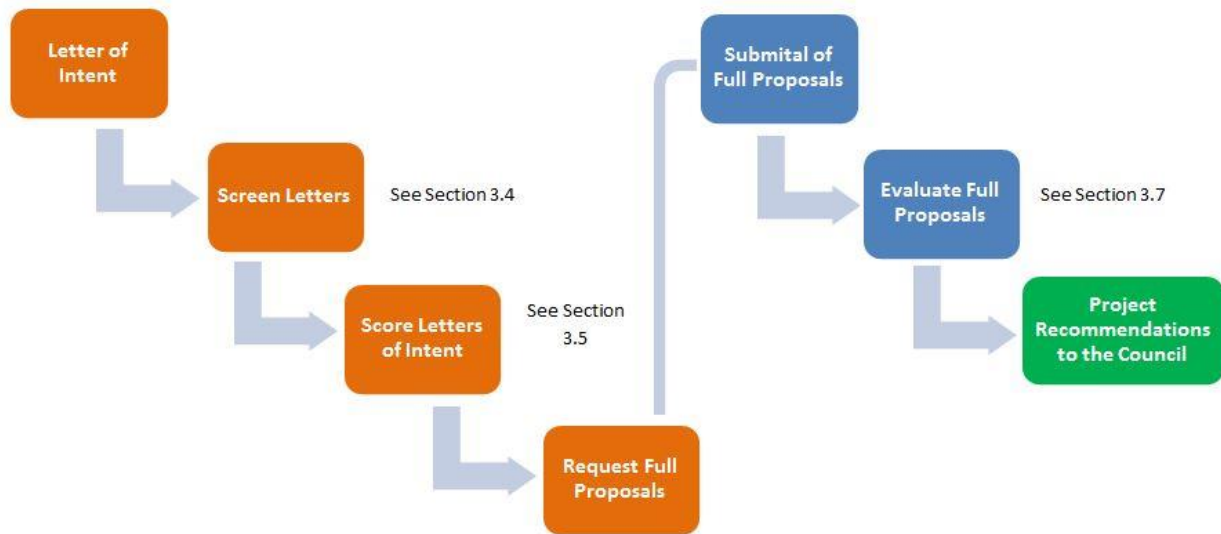 Letter of
Intent
Screen Letters
See Section 3.4
Score Letters
of Intent
See Section
3.5
Request Full
Proposals
Submital of
Full Proposals
Evaluate Full
Proposals
See Section 3.7
Project
Recommendations
to the Council